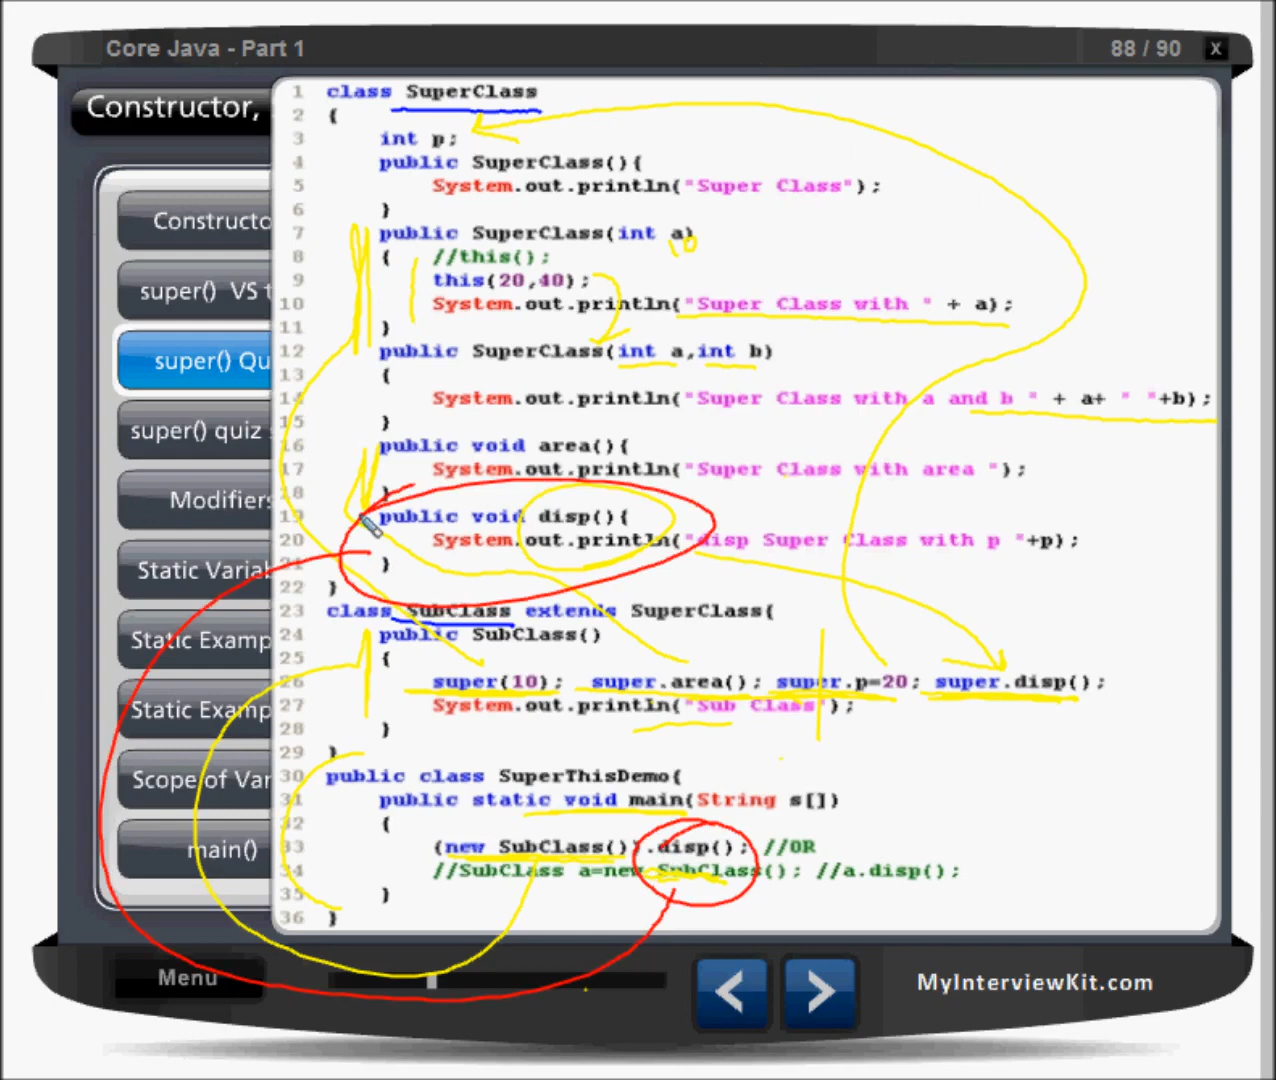 Core Java - Part 1
88 / 90
x
Constructor,
Constructo
super() VS t
super() Qu
super() quiz
Modifiers
Static Variab
Static Examp
Static Examp
Scope of Var
main()
1 class SuperClass
2 {
3 int p;
4 public SuperClass(){
5 System.out.println("Super Class");
6 }
7 public SuperClass(int a)
10
8 { //this();
9 this(20,40);
10 System.out.println("Super Class with " + a);
11 }
12 public SuperClass(int a,int b)
13 {
14 System.out.println("Super Class with a and b " + a+ " "+b);
15 }
16 public void area(){
17 System.out.println("Super Class with area ");
18 }
19 public void disp(){
20 System.out.println("disp Super Class with p "+p);
21 }
22 }
23 class SubClass extends SuperClass{
24 public SubClass()
25 {
26 super(10); super.area(); super.p=20; super.disp();
27 System.out.println("Sub Class");
28 }
29 }
30 public class SuperThisDemo{
31 public static void main(String s[])
32 {
33 (new SubClass()).disp(); //OR
34 //SubClass a=new SubClass(); //a.disp();
35 }
36 }
Menu
< >
MyInterviewKit.com